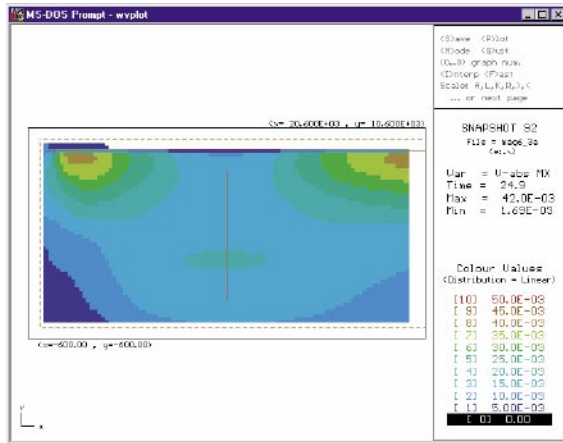 MS-DOS Prompt - wvplot
(S)ave (P)lot
(M)ode (Q)uit
(0..9) graph num.
(I)nterp (F)ast
Scale: A,L,K,R,>,<
... or next page
(x= 20.600E+03 , y= 10.600E+03)
SNAPSHOT 92
File = mag6_3a
Var = V-abs MX
Time = 24.9
Max = 42.0E-03
Min = 1.69E-03
Colour Values
(Distribution = Linear)
[10] 50.0E-03
[ 9] 45.0E-03
[ 8] 40.0E-03
[ 7] 35.0E-03
[ 6] 30.0E-03
[ 5] 25.0E-03
[ 4] 20.0E-03
[ 3] 15.0E-03
[ 2] 10.0E-03
[ 1] 5.00E-03
[ 0] 0.00
(x=-600.00 , y=-600.00)
x